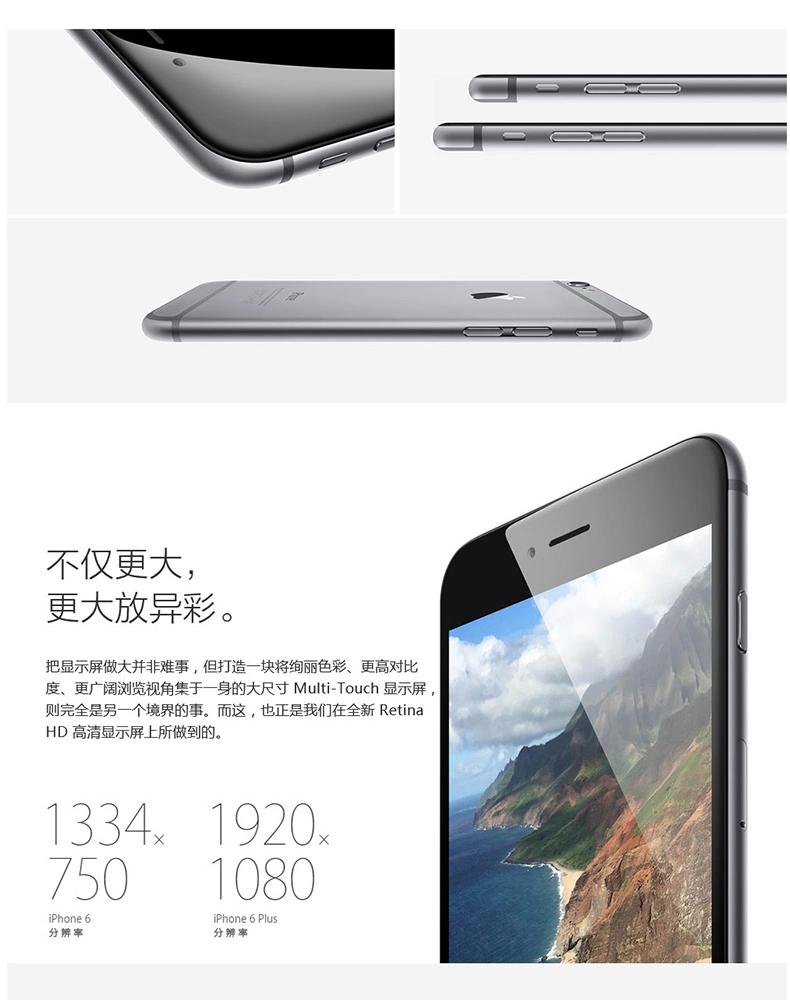 iPhone
不仅更大，
更大放异彩。
把显示屏做大并非难事，但打造一块将绚丽色彩、更高对比
度、更广阔浏览视角集于一身的大尺寸 Multi-Touch 显示屏，
则完全是另一个境界的事。而这，也正是我们在全新 Retina
HD 高清显示屏上所做到的。
1334× 1920×
750 1080
iPhone 6 iPhone 6 Plus
分辨率 分辨率